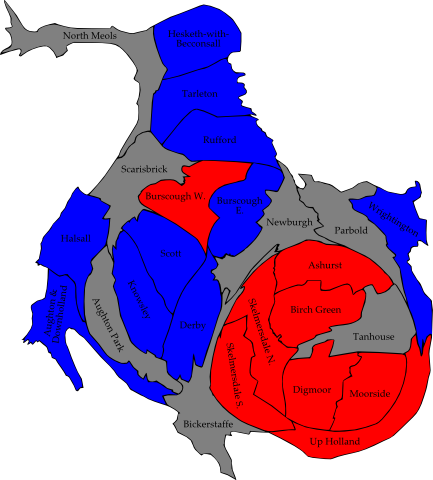 North Meols
Hesketh-with-
Becconsall
Tarleton
Rufford
Scarisbrick
Burscough W.
Burscough
E.
Newburgh
Parbold
Wrightington
Halsall
Scott
Ashurst
Knowsley
Birch Green
Aughton &
Downholland
Aughton Park
Derby
Skelmersdale N.
Tanhouse
Skelmersdale S.
Digmoor
Moorside
Bickerstaffe
Up Holland